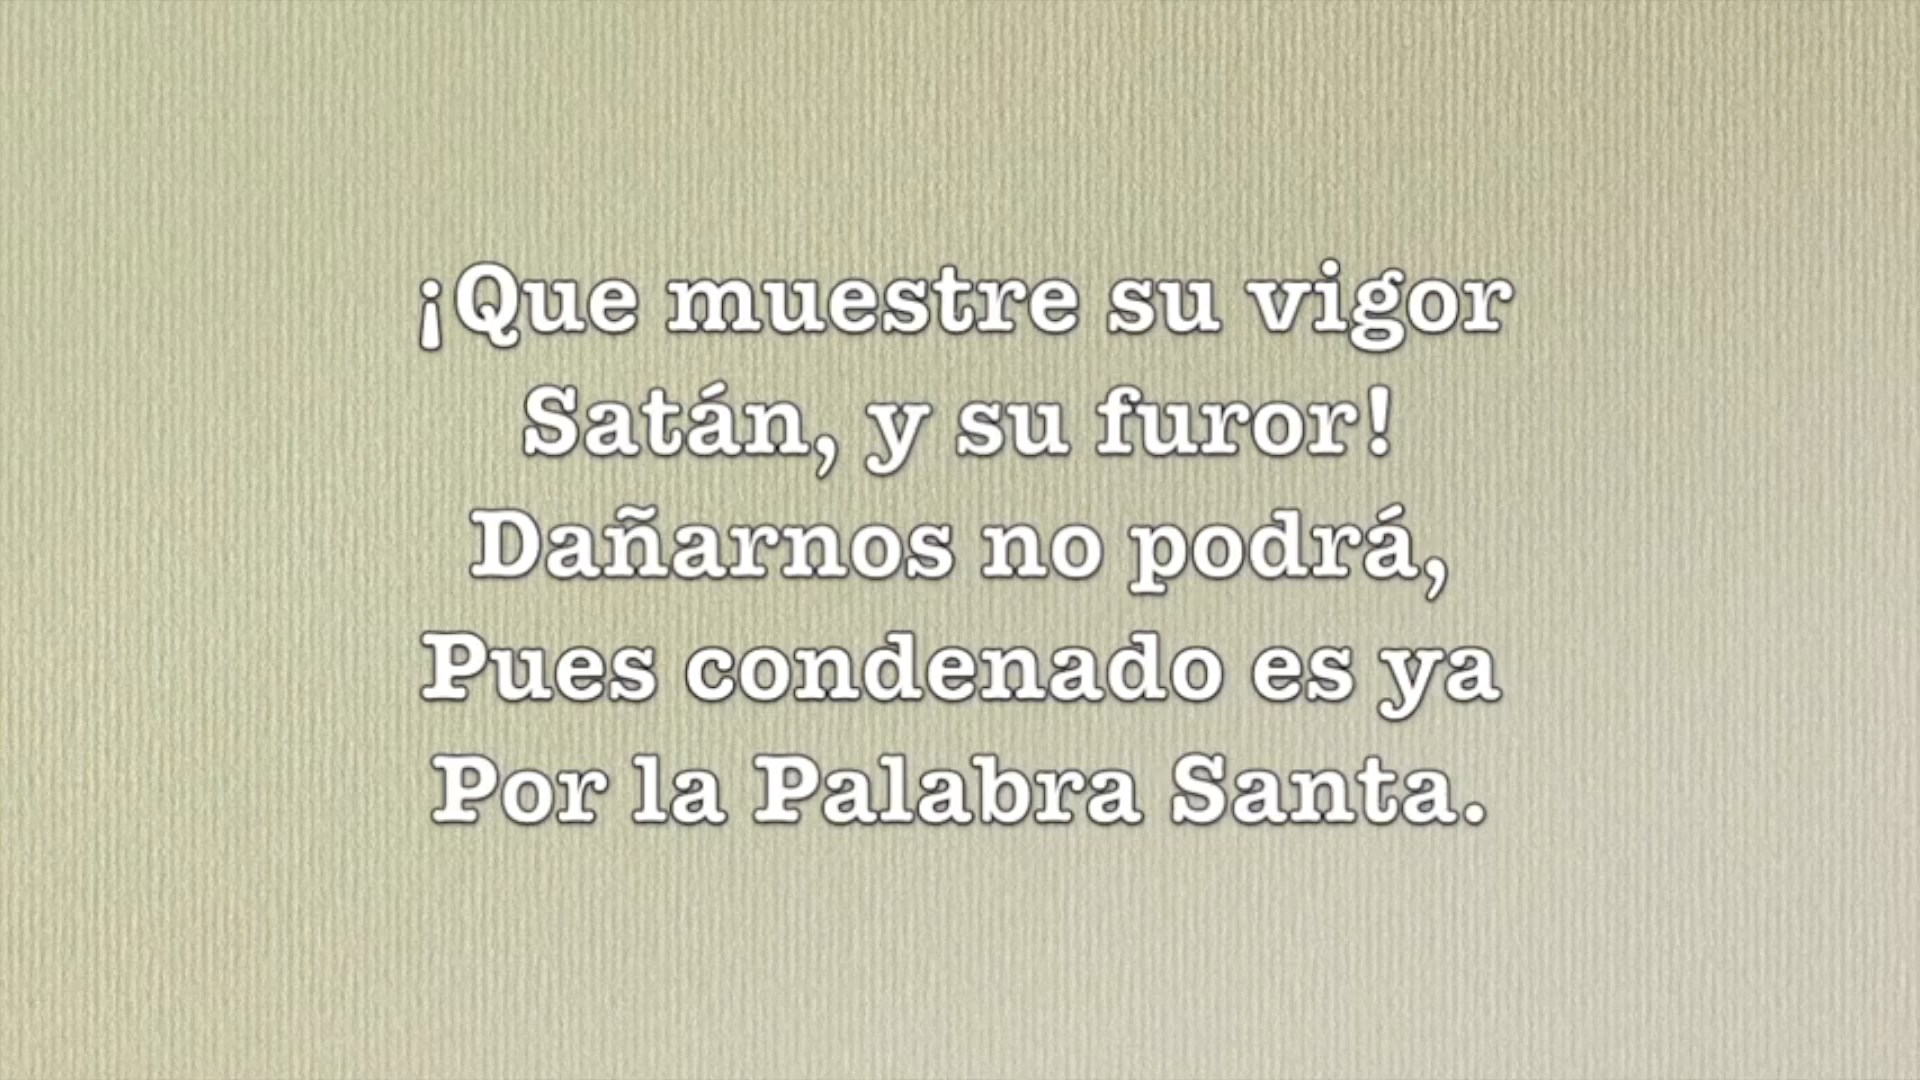 ¡Que muestre su vigor
Satán, y su furor!
Dañarnos no podrá,
Pues condenado es ya
Por la Palabra Santa.